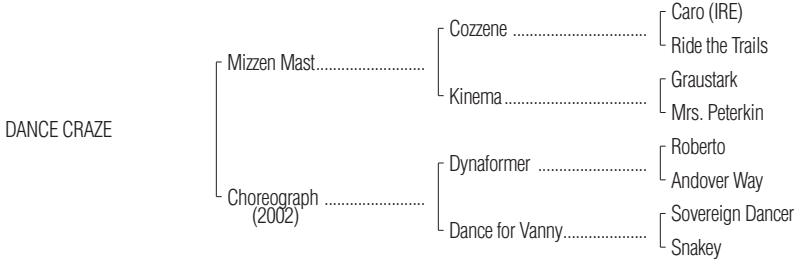 Caro (IRE)
Cozzene ................................
Ride the Trails
Mizzen Mast..........................
Graustark
Kinema ..................................
Mrs. Peterkin
DANCE CRAZE
Roberto
Dynaformer ..........................
Andover Way
Choreograph ........................
(2002)
Sovereign Dancer
Dance for Vanny....................
Snakey